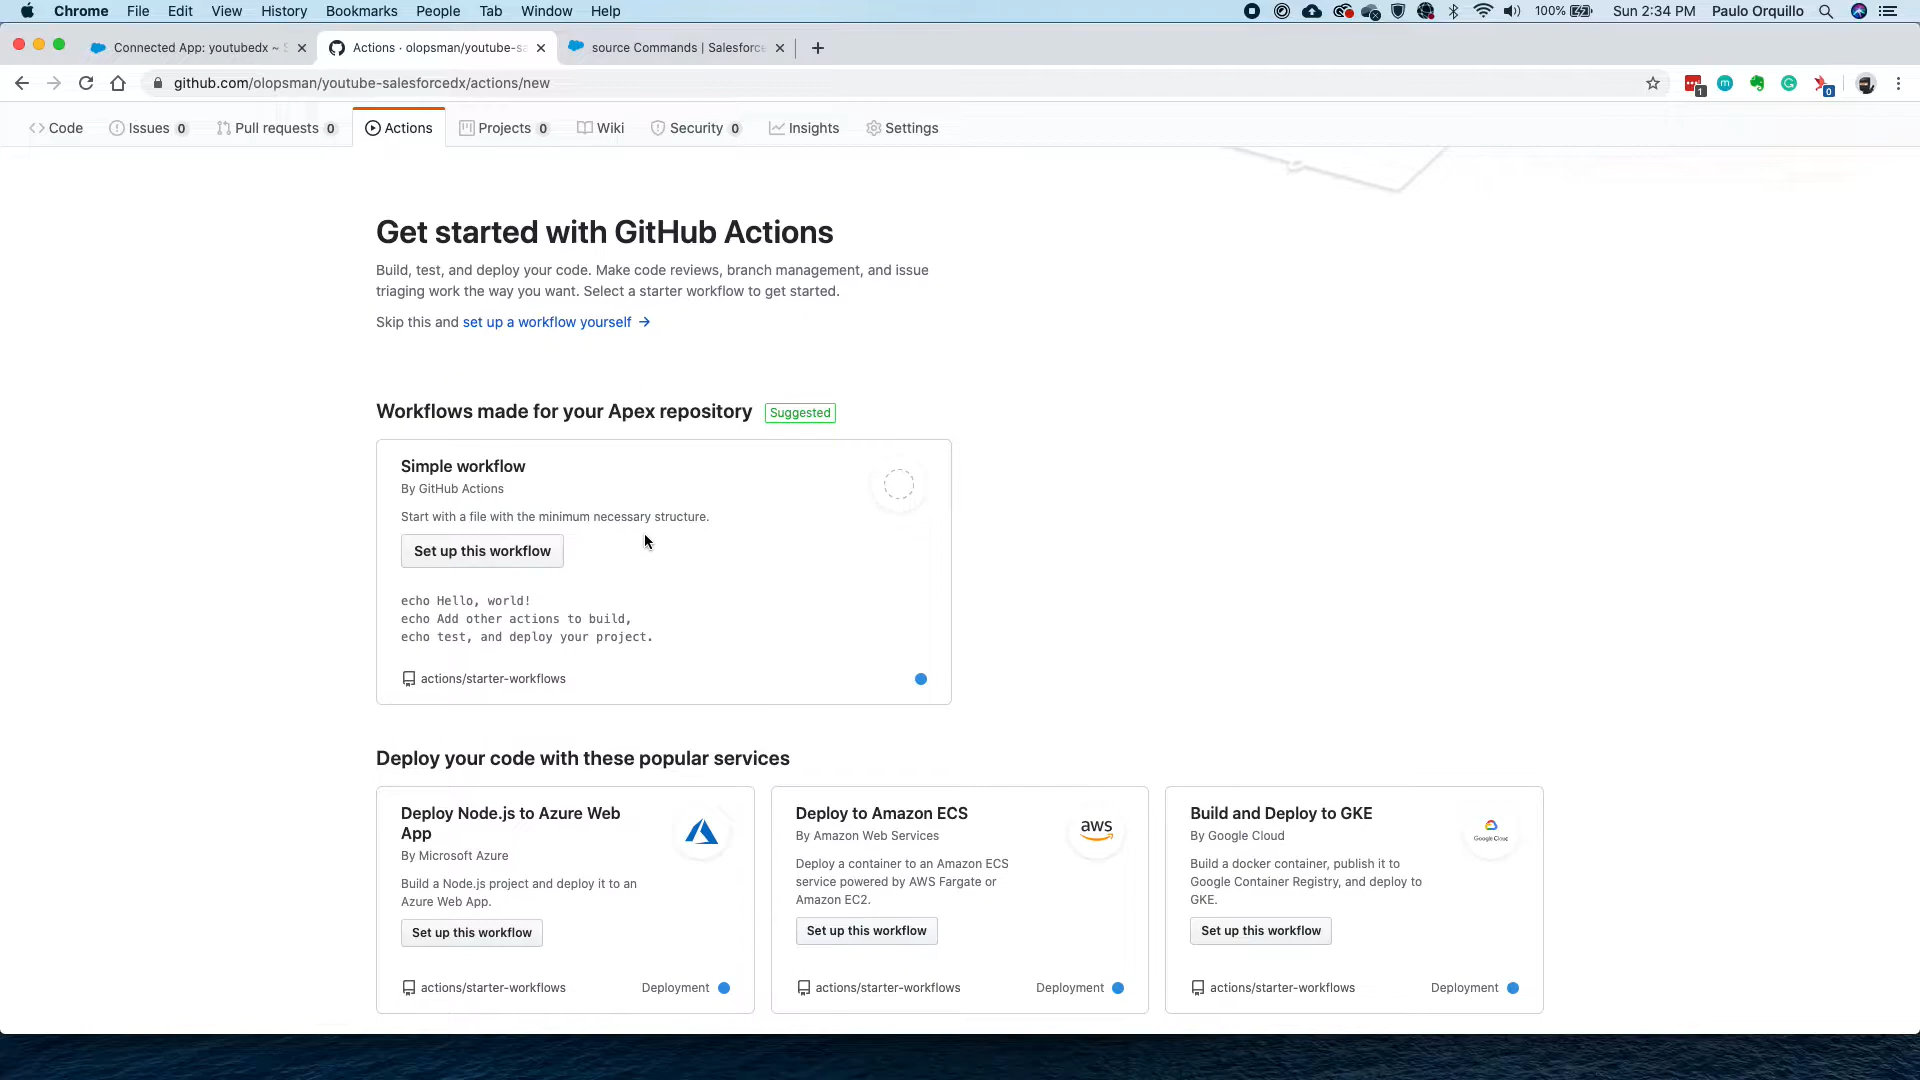 Chrome File Edit View History Bookmarks People Tab Window Help 100% Sun 2:34 PM Paulo Orquillo
Connected App: youtubedx ~ S Actions · olopsman/youtube-sa source Commands | Salesforce
github.com/olopsman/youtube-salesforcedx/actions/new 1 m 0
Code Issues 0 Pull requests 0 Actions Projects 0 Wiki Security 0 Insights Settings
Get started with GitHub Actions
Build, test, and deploy your code. Make code reviews, branch management, and issue
triaging work the way you want. Select a starter workflow to get started.
Skip this and set up a workflow yourself →
Workflows made for your Apex repository Suggested
Simple workflow
By GitHub Actions
Start with a file with the minimum necessary structure.
Set up this workflow
echo Hello, world!
echo Add other actions to build,
echo test, and deploy your project.
actions/starter-workflows
Deploy your code with these popular services
Deploy Node.js to Azure Web
App
By Microsoft Azure
Build a Node.js project and deploy it to an
Azure Web App.
Set up this workflow
actions/starter-workflows Deployment
Deploy to Amazon ECS
By Amazon Web Services
aws
Deploy a container to an Amazon ECS
service powered by AWS Fargate or
Amazon EC2.
Set up this workflow
actions/starter-workflows Deployment
Build and Deploy to GKE
By Google Cloud
Google Cloud
Build a docker container, publish it to
Google Container Registry, and deploy to
GKE.
Set up this workflow
actions/starter-workflows Deployment